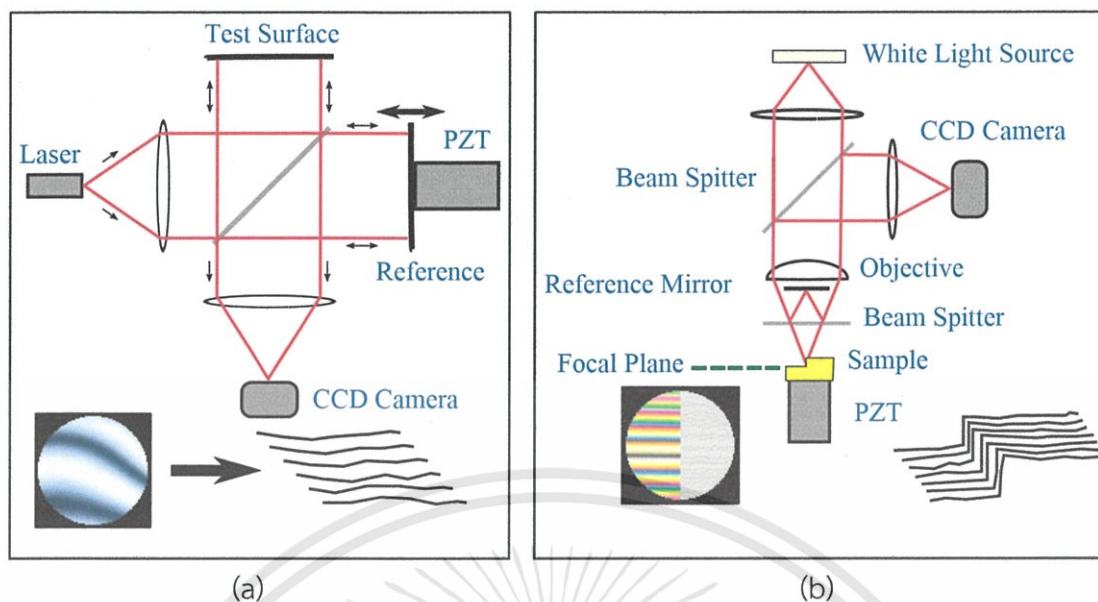 Test Surface
Laser
PZT
Reference
CCD Camera
(a)
White Light Source
CCD Camera
Beam Spitter
Objective
Reference Mirror
Beam Spitter
Focal Plane
Sample
PZT
(b)